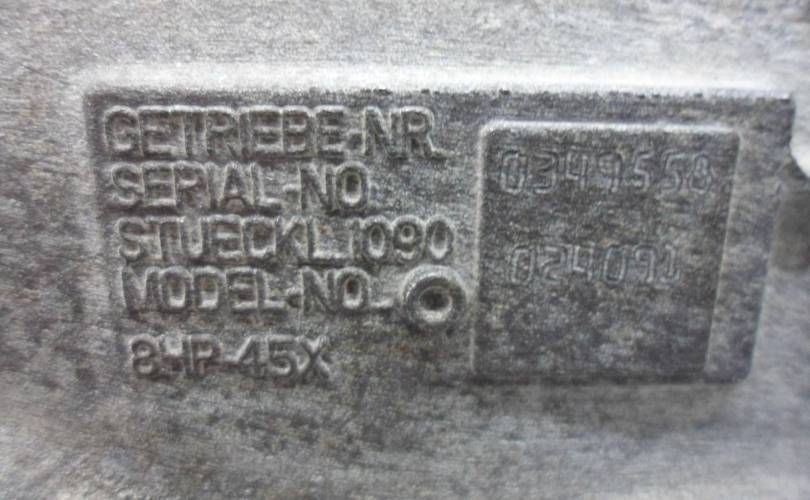 GETRIEBE-NR.
0349558
SERIAL-NO.
STUECKL.1090
024091
MODEL-NO.
8HP-45X